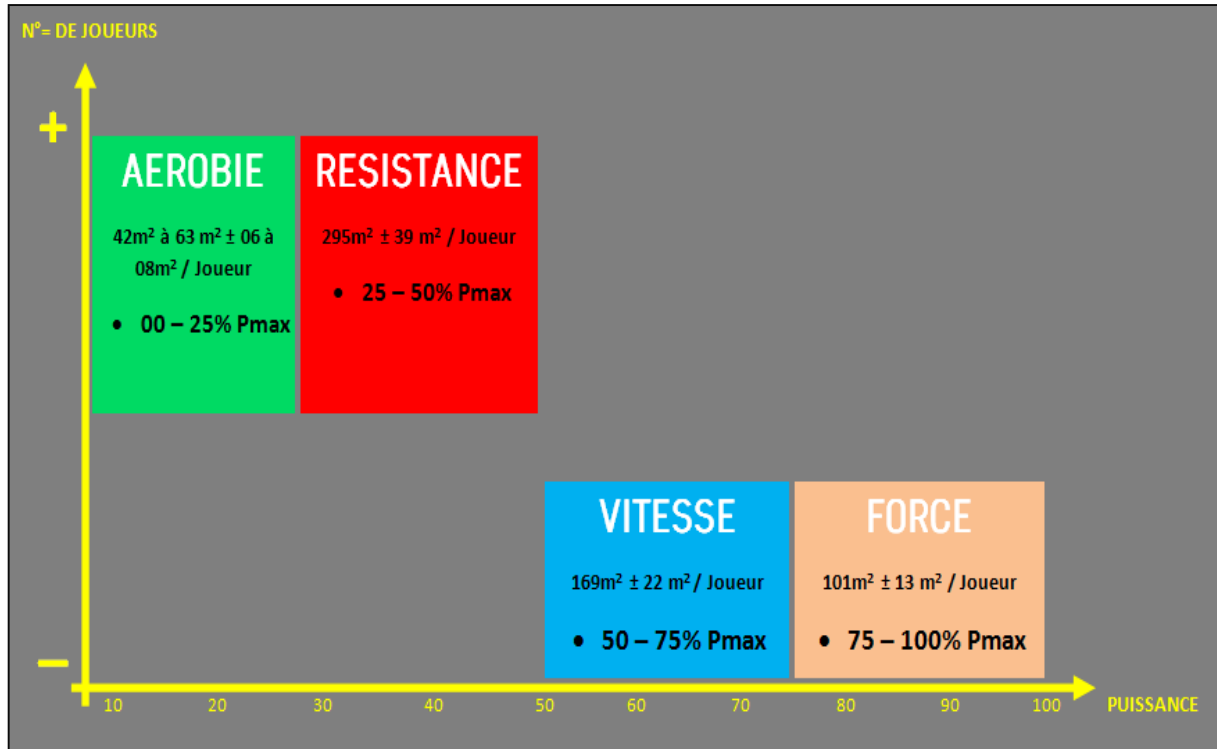 N°= DE JOUEURS
+
AEROBIE
42m² à 63 m² ± 06 à
08m² / Joueur
• 00 – 25% Pmax
RESISTANCE
295m² ± 39 m² / Joueur
• 25 – 50% Pmax
VITESSE
169m² ± 22 m² / Joueur
• 50 – 75% Pmax
FORCE
101m² ± 13 m² / Joueur
• 75 – 100% Pmax
–
10 20 30 40 50 60 70 80 90 100 PUISSANCE